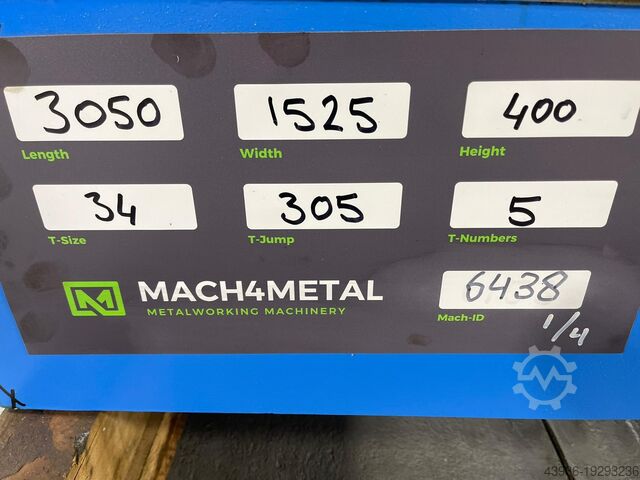 3050 1525 400
Length Width Height
34 305 5
T-Size T-Jump T-Numbers
MACH4METAL 6438
METALWORKING MACHINERY Mach-ID
1/4
43936-19293236